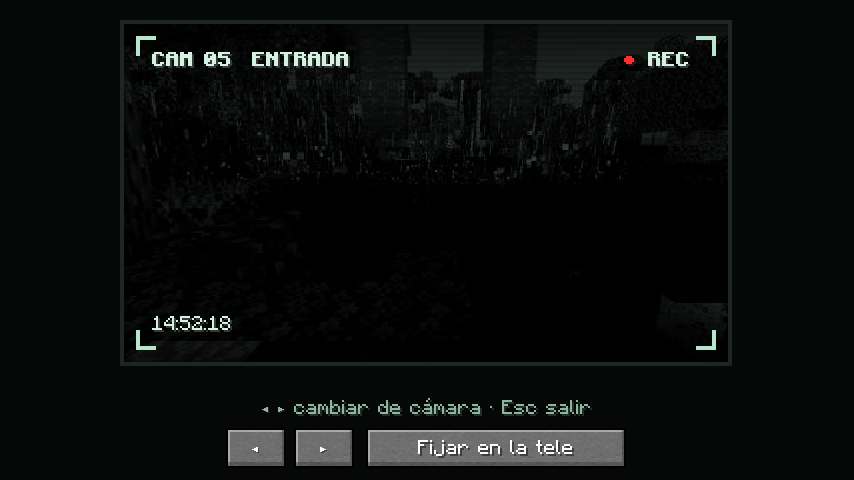 CAM 05 ENTRADA
REC
14:52:18
◂ ▸ cambiar de cámara · Esc salir
◂ ▸ Fijar en la tele